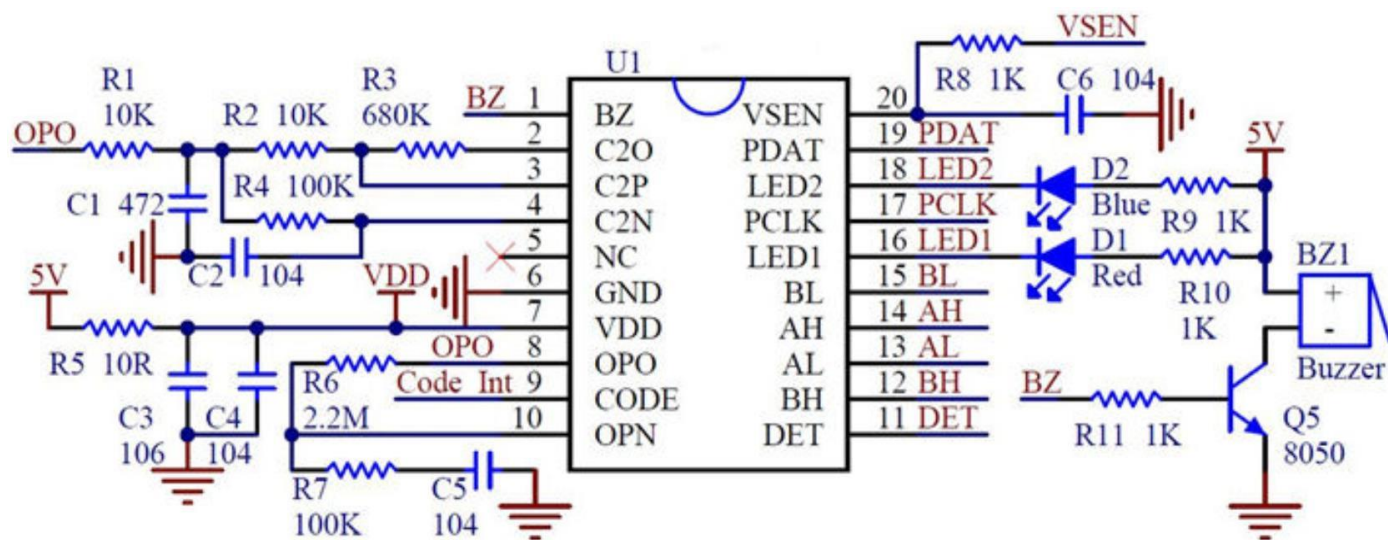 VSEN
U1
R1
10K
R3
680K
R8 1K
C6 104
BZ
1
BZ
VSEN
20
OPO
R2 10K
2
C2O
PDAT
19
PDAT
5V
3
C2P
LED2
18
LED2
D2
Blue
R4 100K
C1 472
4
C2N
PCLK
17
PCLK
R9 1K
5
NC
LED1
16
LED1
D1
Red
BZ1
C2 104
5V
VDD
6
GND
BL
15
BL
R10
1K
+
-
Buzzer
7
VDD
AH
14
AH
R5 10R
OPO
8
OPO
AL
13
AL
R6
2.2M
Code Int
9
CODE
BH
12
BH
BZ
C3
106
C4
104
10
OPN
DET
11
DET
R11 1K
Q5
8050
R7
100K
C5
104